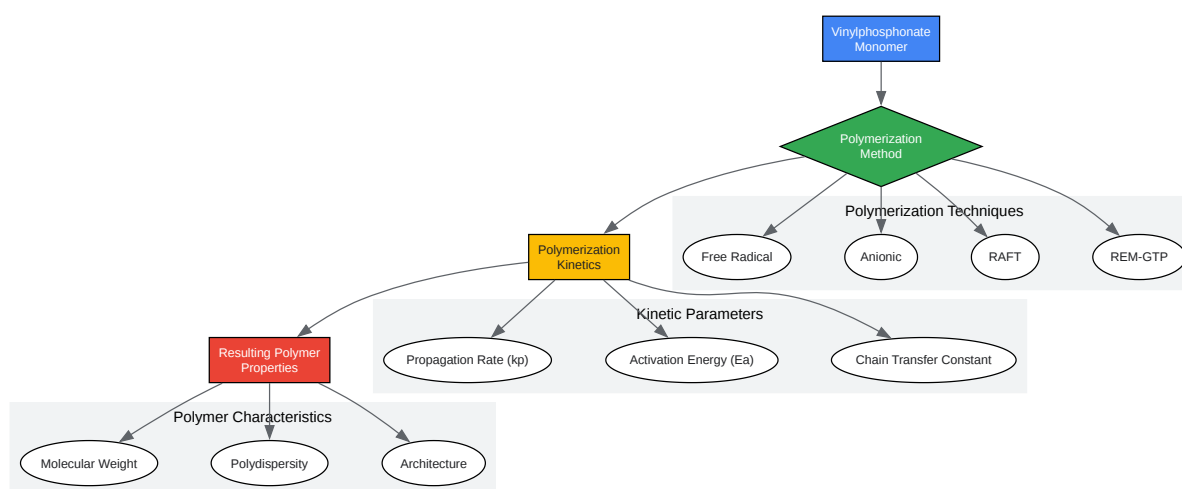 Vinylphosphonate
Monomer
Polymerization
Method
Polymerization Techniques
Free Radical
Anionic
RAFT
REM-GTP
Polymerization
Kinetics
Kinetic Parameters
Propagation Rate (kp)
Activation Energy (Ea)
Chain Transfer Constant
Resulting Polymer
Properties
Polymer Characteristics
Molecular Weight
Polydispersity
Architecture